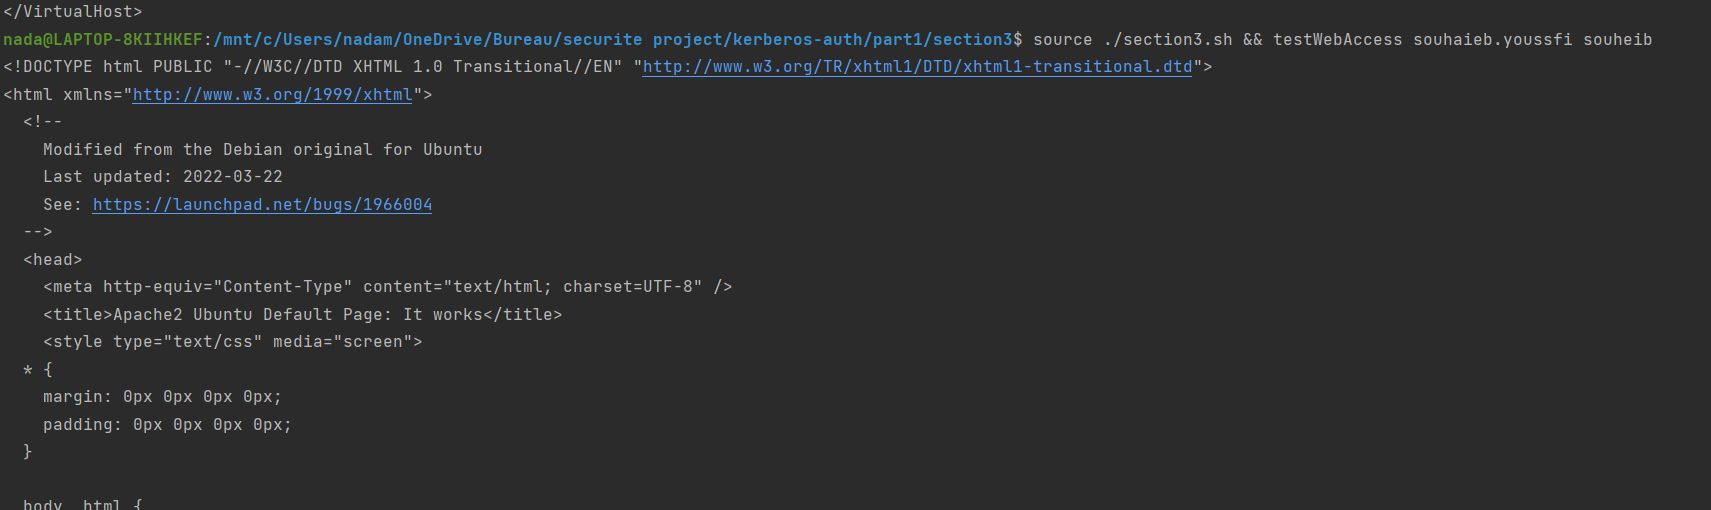 </VirtualHost>
nada@LAPTOP-8KIIHKEF:/mnt/c/Users/nadam/OneDrive/Bureau/securite project/kerberos-auth/part1/section3$ source ./section3.sh && testWebAccess souhaieb.youssfi souheib
<!DOCTYPE html PUBLIC "-//W3C//DTD XHTML 1.0 Transitional//EN" "http://www.w3.org/TR/xhtml1/DTD/xhtml1-transitional.dtd">
<html xmlns="http://www.w3.org/1999/xhtml">
  <!--
    Modified from the Debian original for Ubuntu
    Last updated: 2022-03-22
    See: https://launchpad.net/bugs/1966004
  -->
  <head>
    <meta http-equiv="Content-Type" content="text/html; charset=UTF-8" />
    <title>Apache2 Ubuntu Default Page: It works</title>
    <style type="text/css" media="screen">
  * {
    margin: 0px 0px 0px 0px;
    padding: 0px 0px 0px 0px;
  }
  body, html {